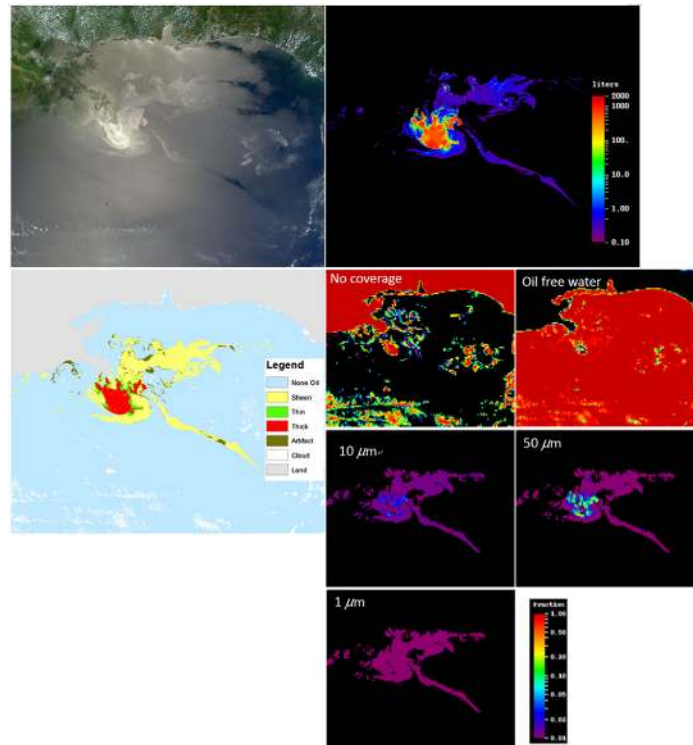 liters
2000
1000
100.
10.0
1.00
0.10
No coverage
Oil free water
Legend
None Oil
Sheen
Thin
Thick
Artifact
Cloud
Land
10 μm
50 μm
1 μm
Fraction
1.00
0.50
0.20
0.10
0.05
0.02
0.01